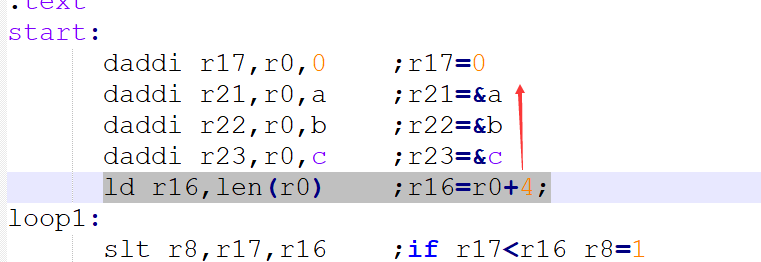 .text
start:
daddi r17,r0,0 ;r17=0
daddi r21,r0,a ;r21=&a
daddi r22,r0,b ;r22=&b
daddi r23,r0,c ;r23=&c
ld r16,len(r0) ;r16=r0+4;
loop1:
slt r8,r17,r16 ;if r17<r16 r8=1